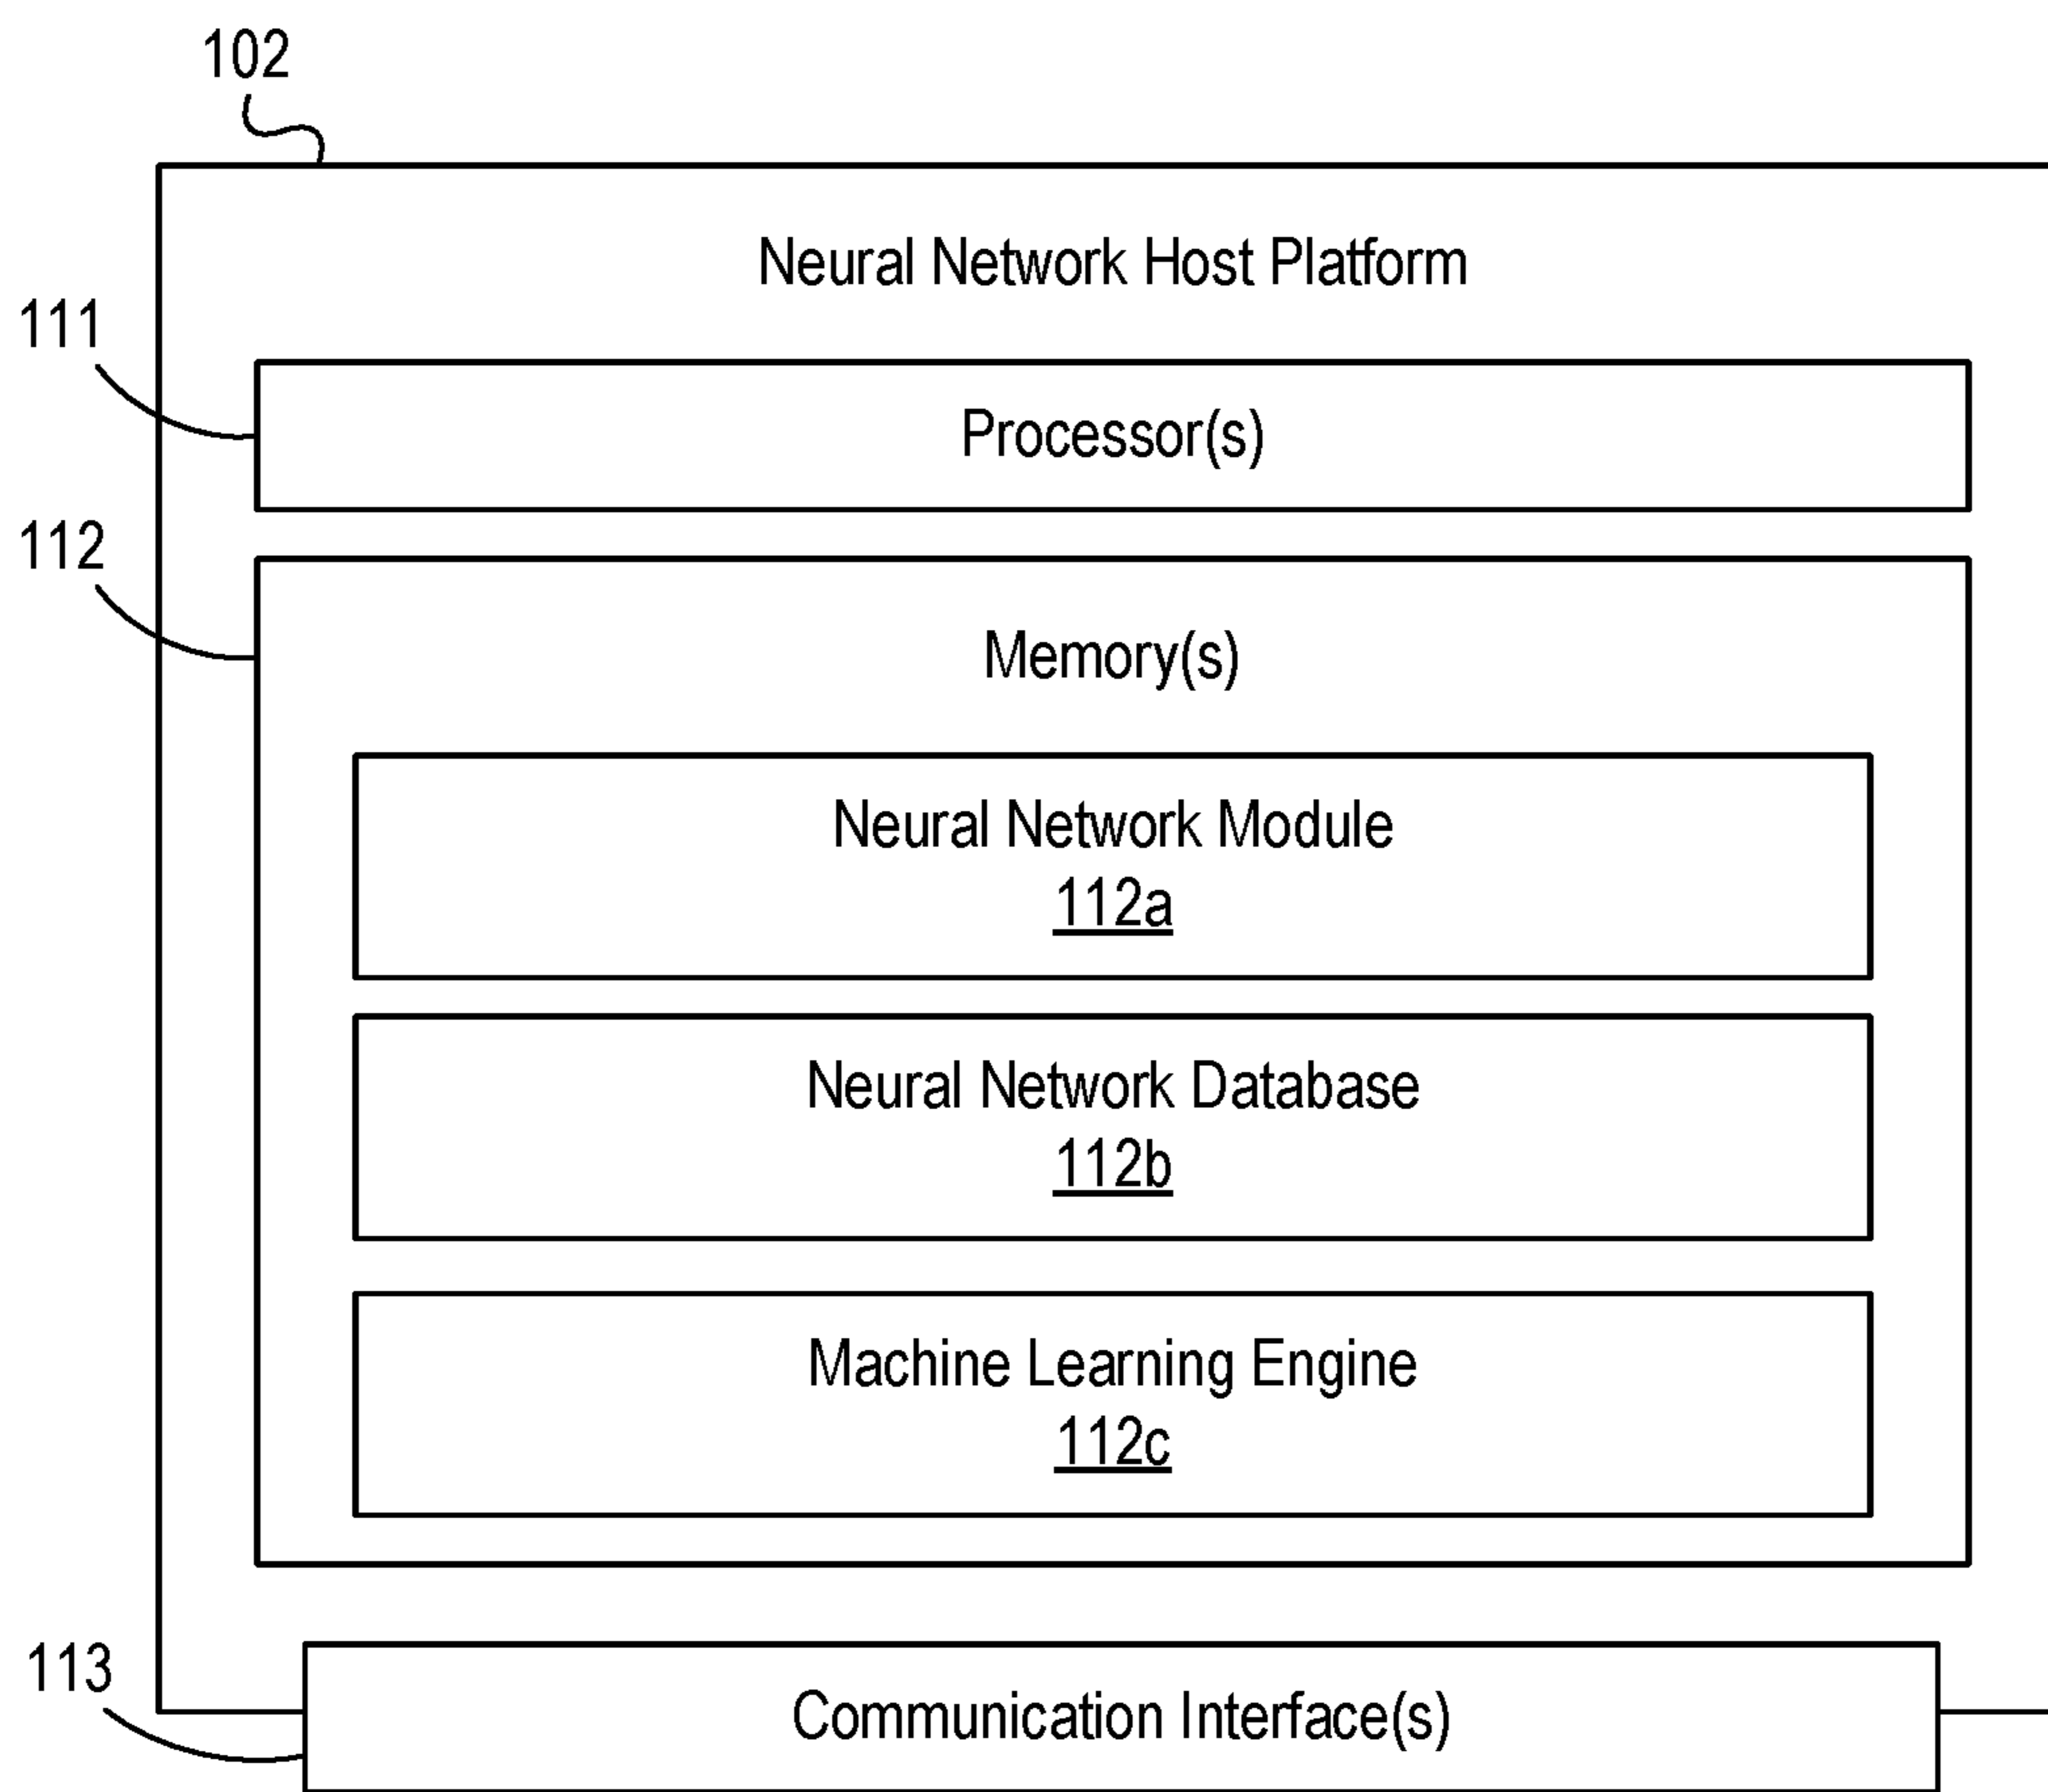 102
Neural Network Host Platform
111
Processor(s)
112
Memory(s)
Neural Network Module
112a
Neural Network Database
112b
Machine Learning Engine
112c
113
Communication Interface(s)